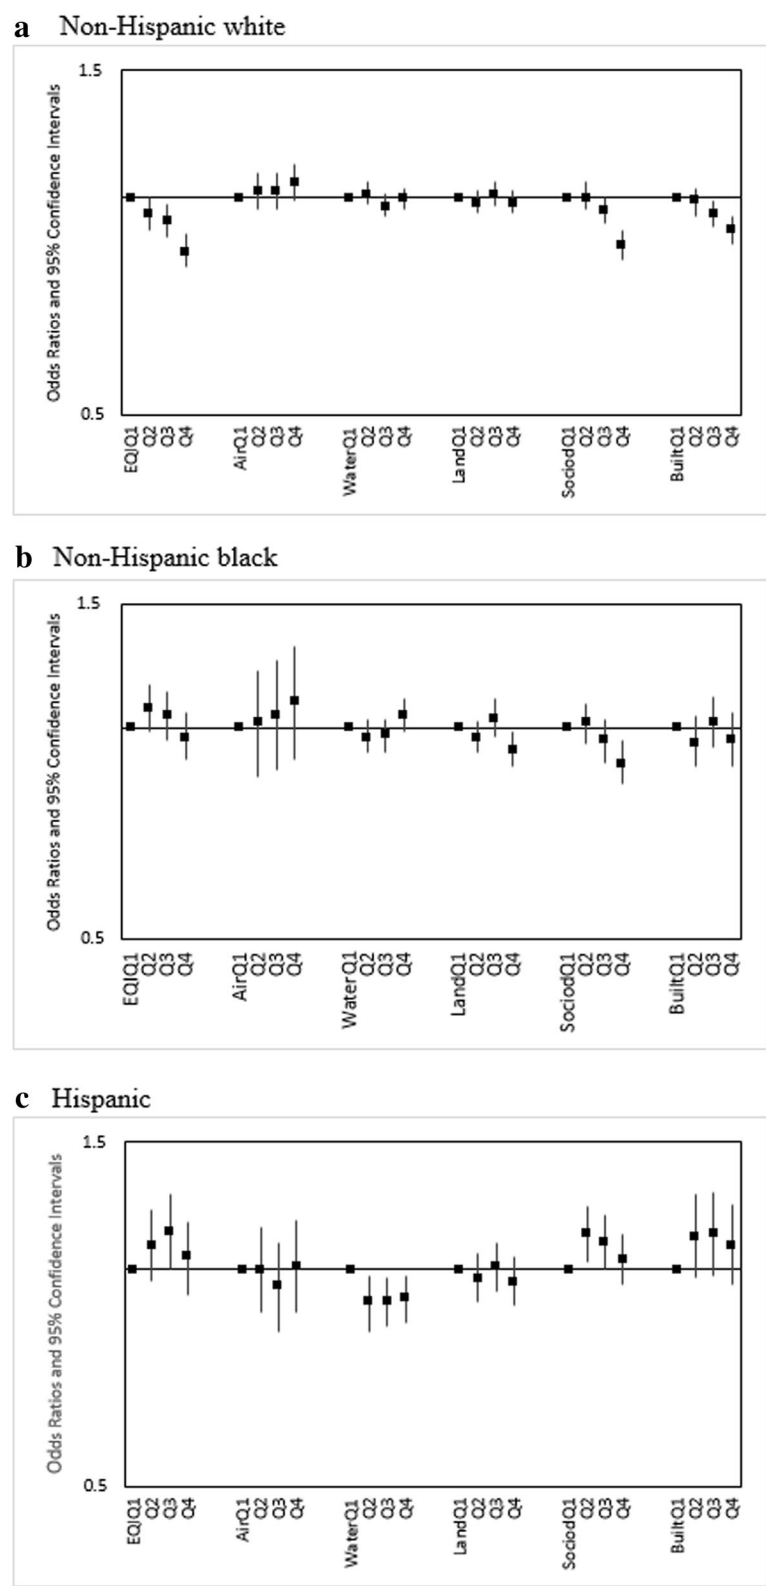 a Non-Hispanic white
Odds Ratios and 95% Confidence Intervals
1.5
0.5
EQIQ1
Q2
Q3
Q4
AirQ1
Q2
Q3
Q4
WaterQ1
Q2
Q3
Q4
LandQ1
Q2
Q3
Q4
SociodQ1
Q2
Q3
Q4
BuiltQ1
Q2
Q3
Q4
b Non-Hispanic black
Odds Ratios and 95% Confidence Intervals
1.5
0.5
EQIQ1
Q2
Q3
Q4
AirQ1
Q2
Q3
Q4
WaterQ1
Q2
Q3
Q4
LandQ1
Q2
Q3
Q4
SociodQ1
Q2
Q3
Q4
BuiltQ1
Q2
Q3
Q4
c Hispanic
Odds Ratios and 95% Confidence Intervals
1.5
0.5
EQIQ1
Q2
Q3
Q4
AirQ1
Q2
Q3
Q4
WaterQ1
Q2
Q3
Q4
LandQ1
Q2
Q3
Q4
SociodQ1
Q2
Q3
Q4
BuiltQ1
Q2
Q3
Q4